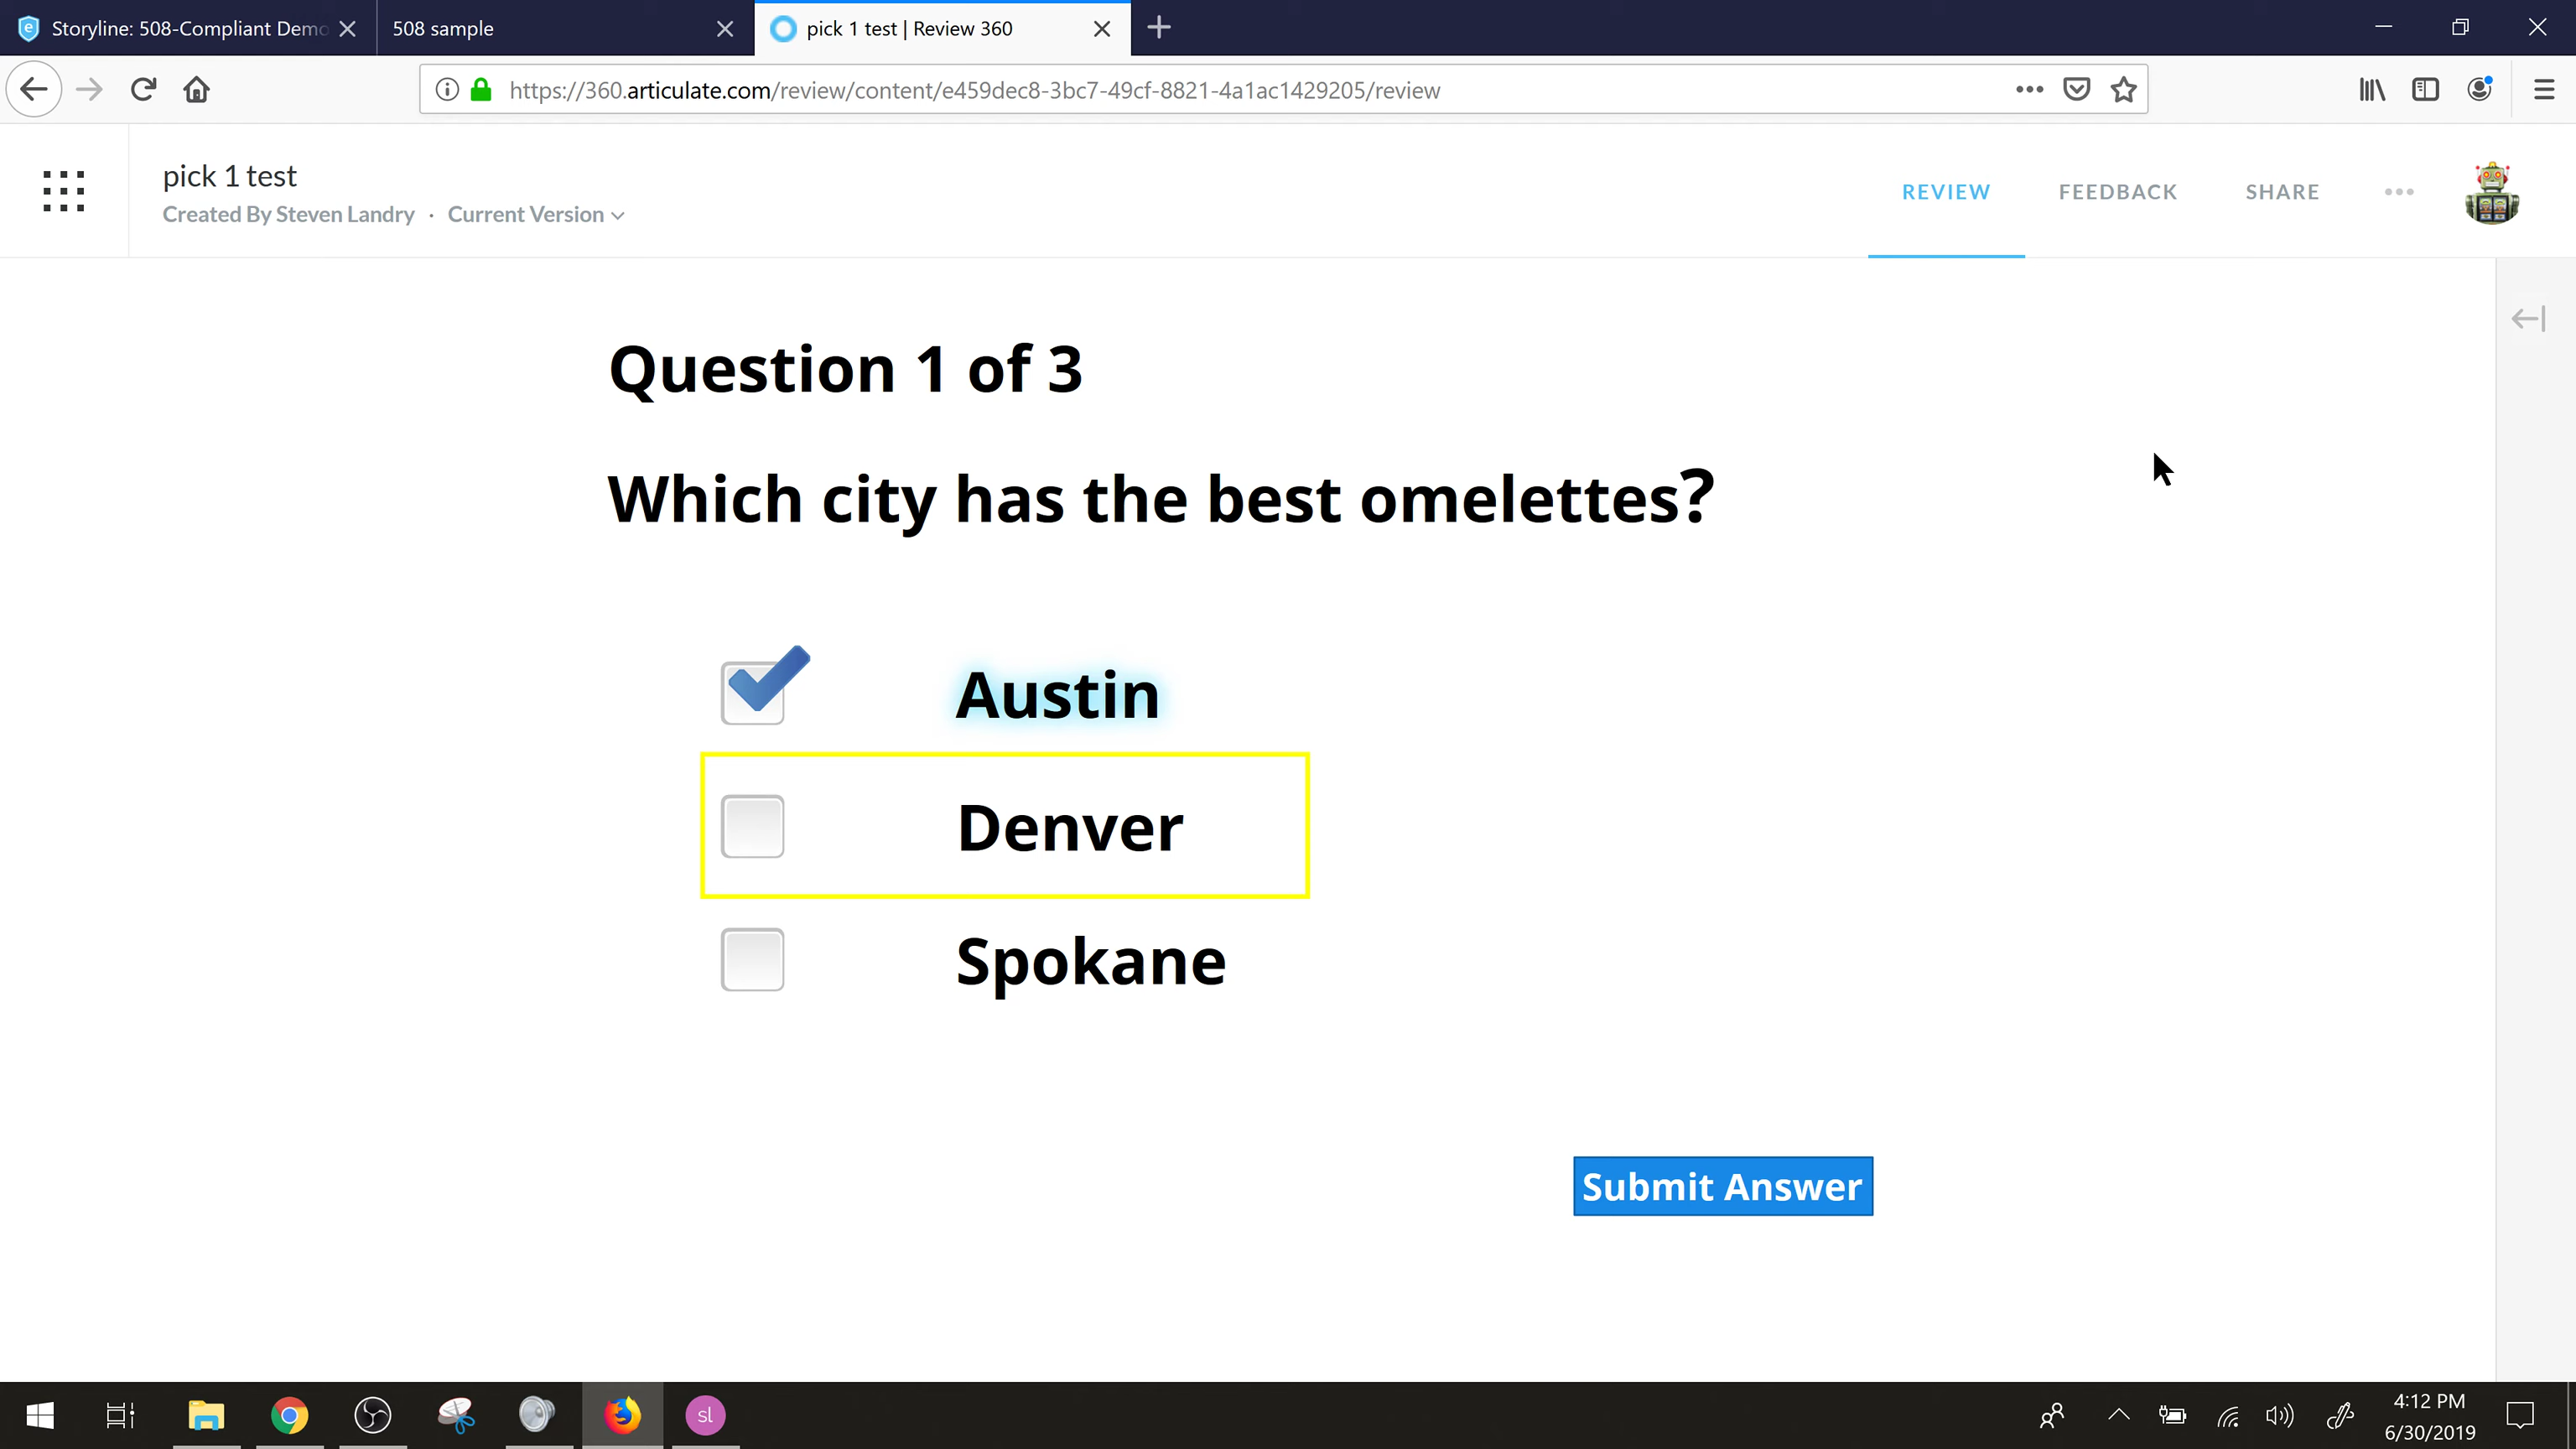 Storyline: 508-Compliant Demo
508 sample
pick 1 test | Review 360
https://360.articulate.com/review/content/e459dec8-3bc7-49cf-8821-4a1ac1429205/review
pick 1 test
Created By Steven Landry · Current Version
REVIEW FEEDBACK SHARE
Question 1 of 3
Which city has the best omelettes?
Austin
Denver
Spokane
Submit Answer
sl
4:12 PM
6/30/2019